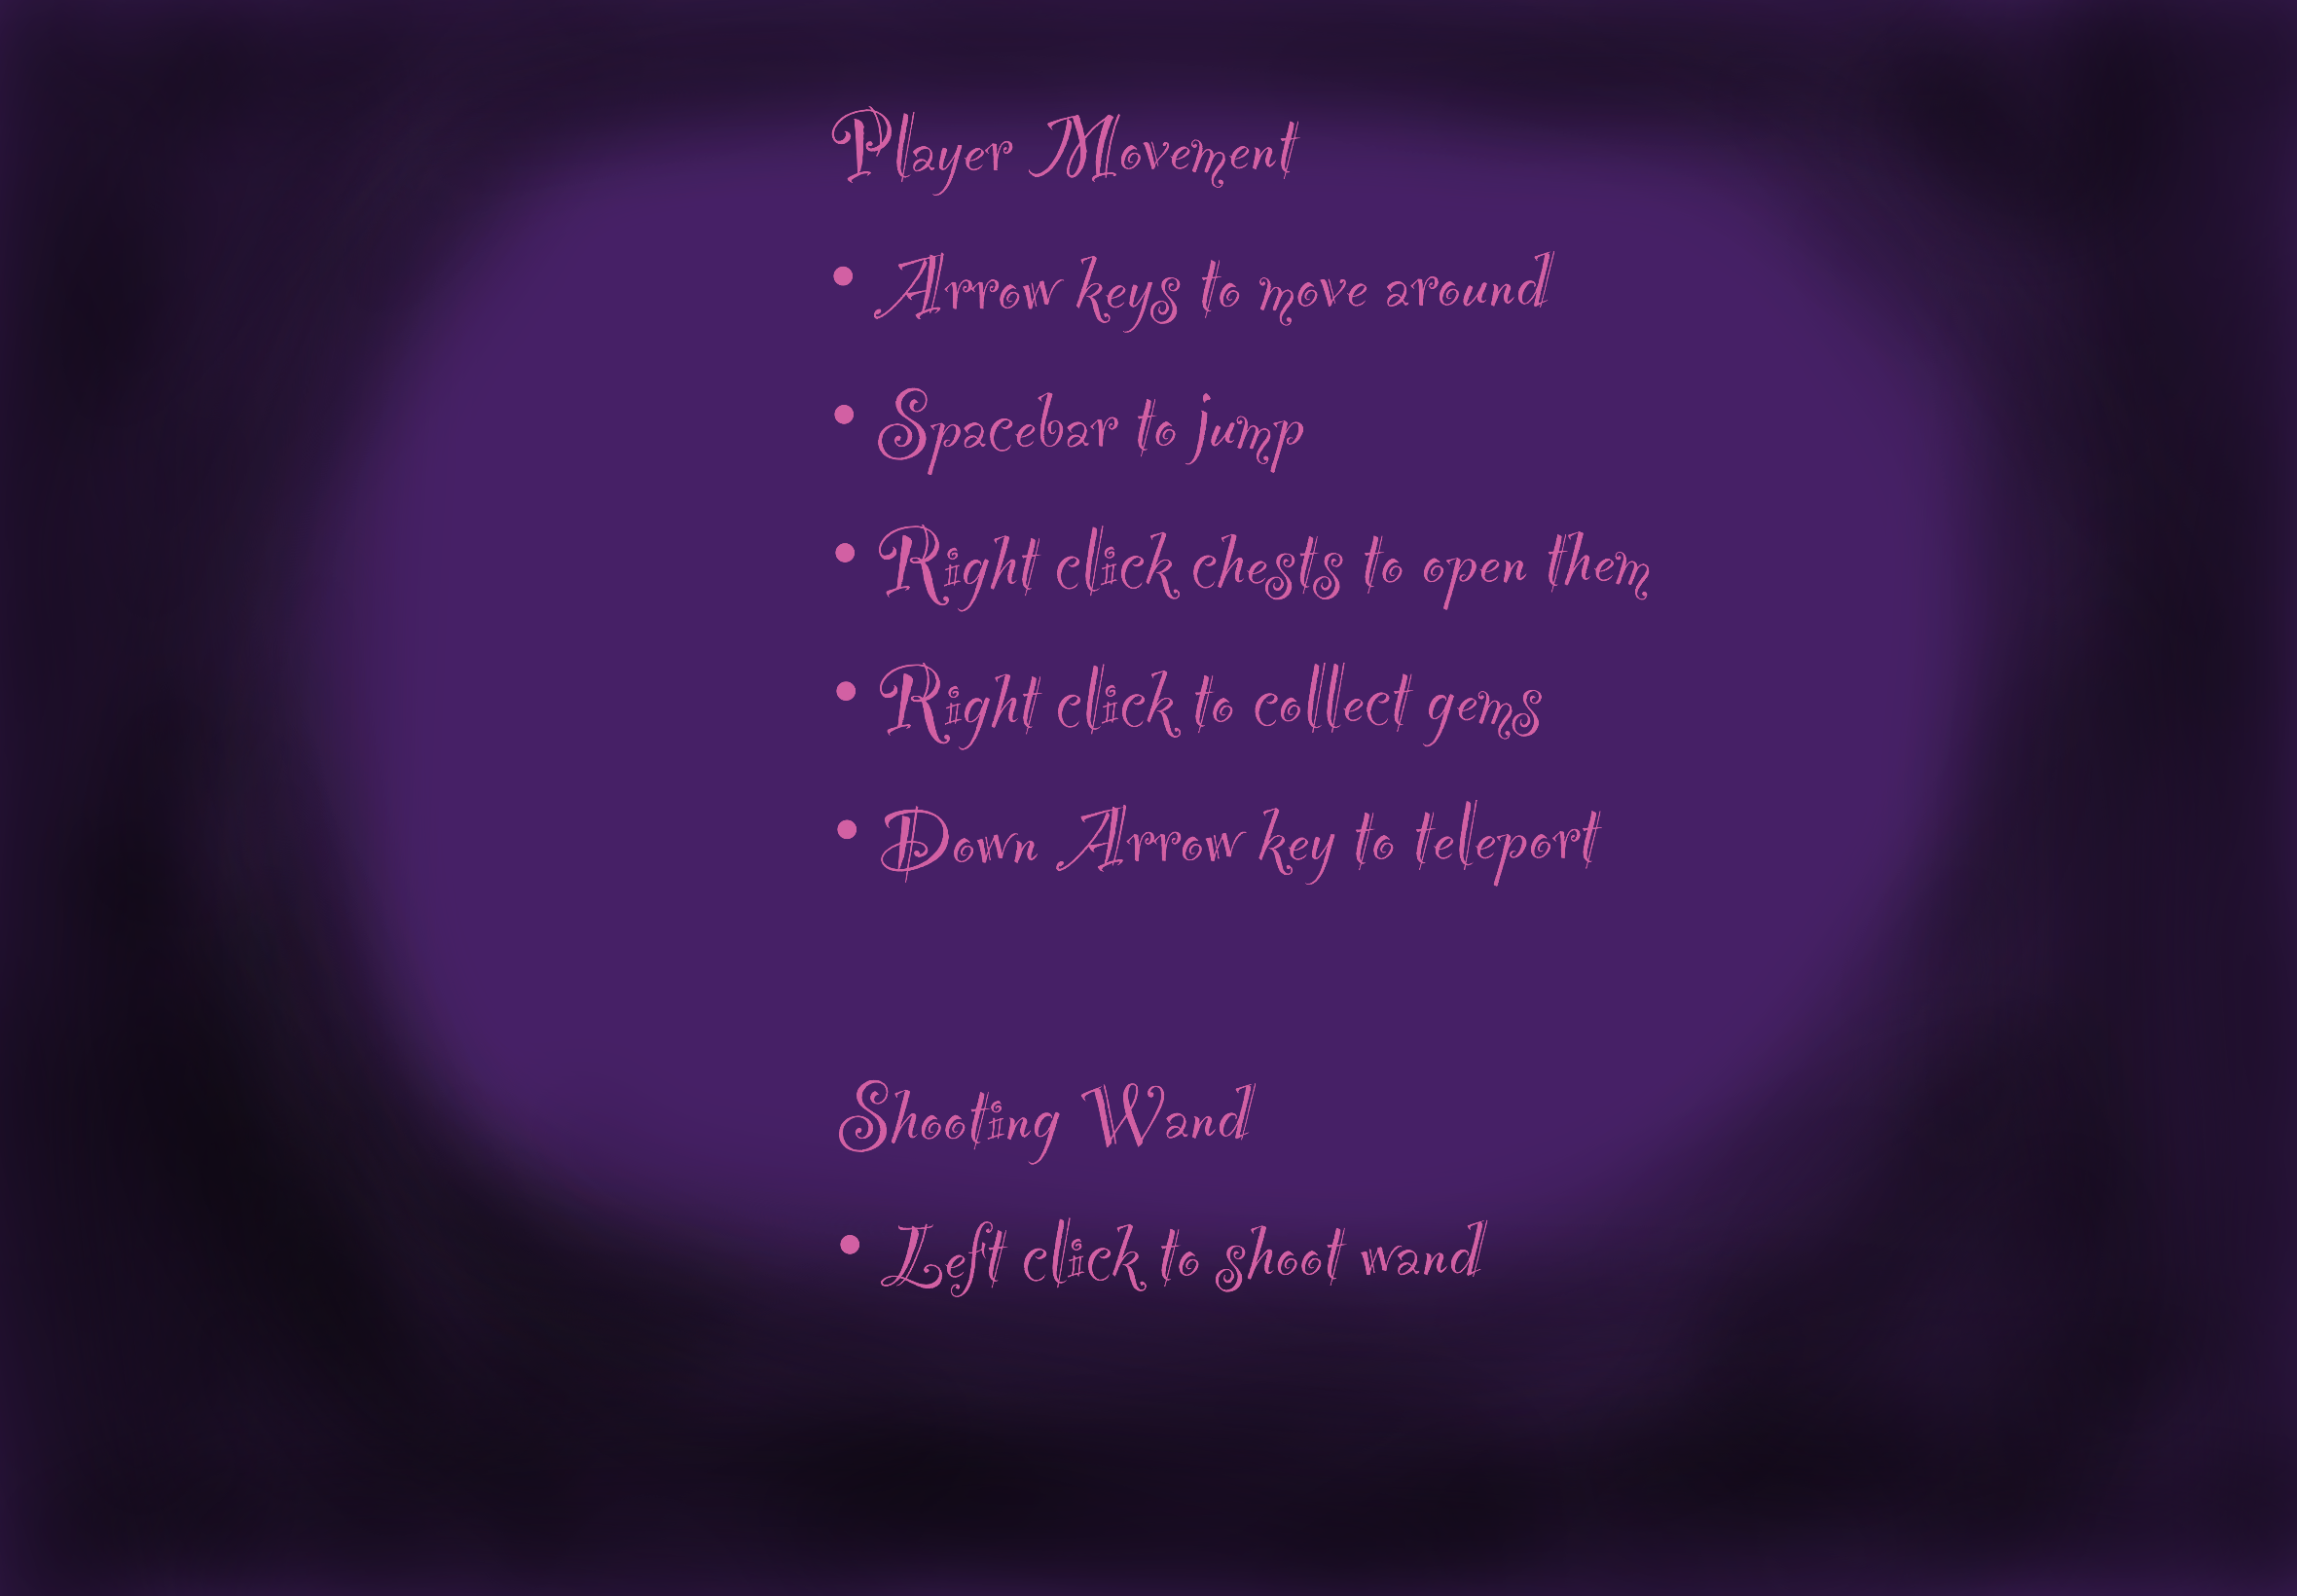 Player Movement
• Arrow keys to move around
• Spacebar to jump
• Right click chests to open them
• Right click to collect gems
• Down Arrow key to teleport
Shooting Wand
• Left click to shoot wand